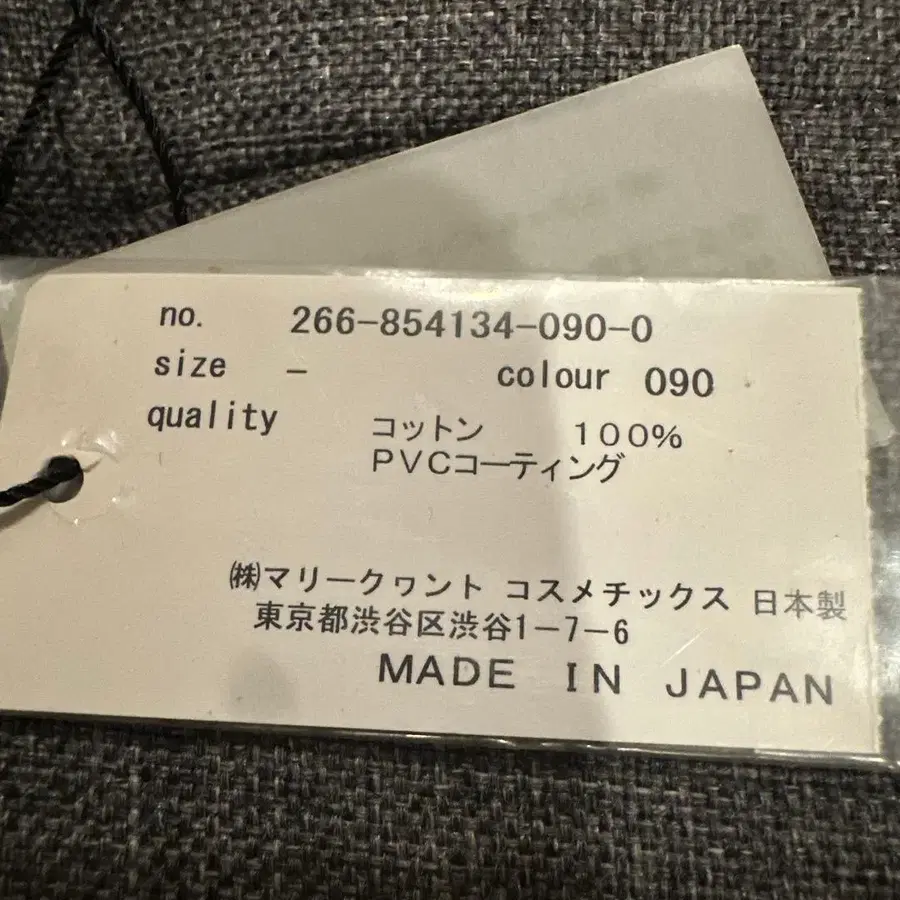 no. 266-854134-090-0
size - colour 090
quality コットン 100%
PVCコーティング
㈱マリークヮント コスメチックス 日本製
東京都渋谷区渋谷1-7-6
MADE IN JAPAN